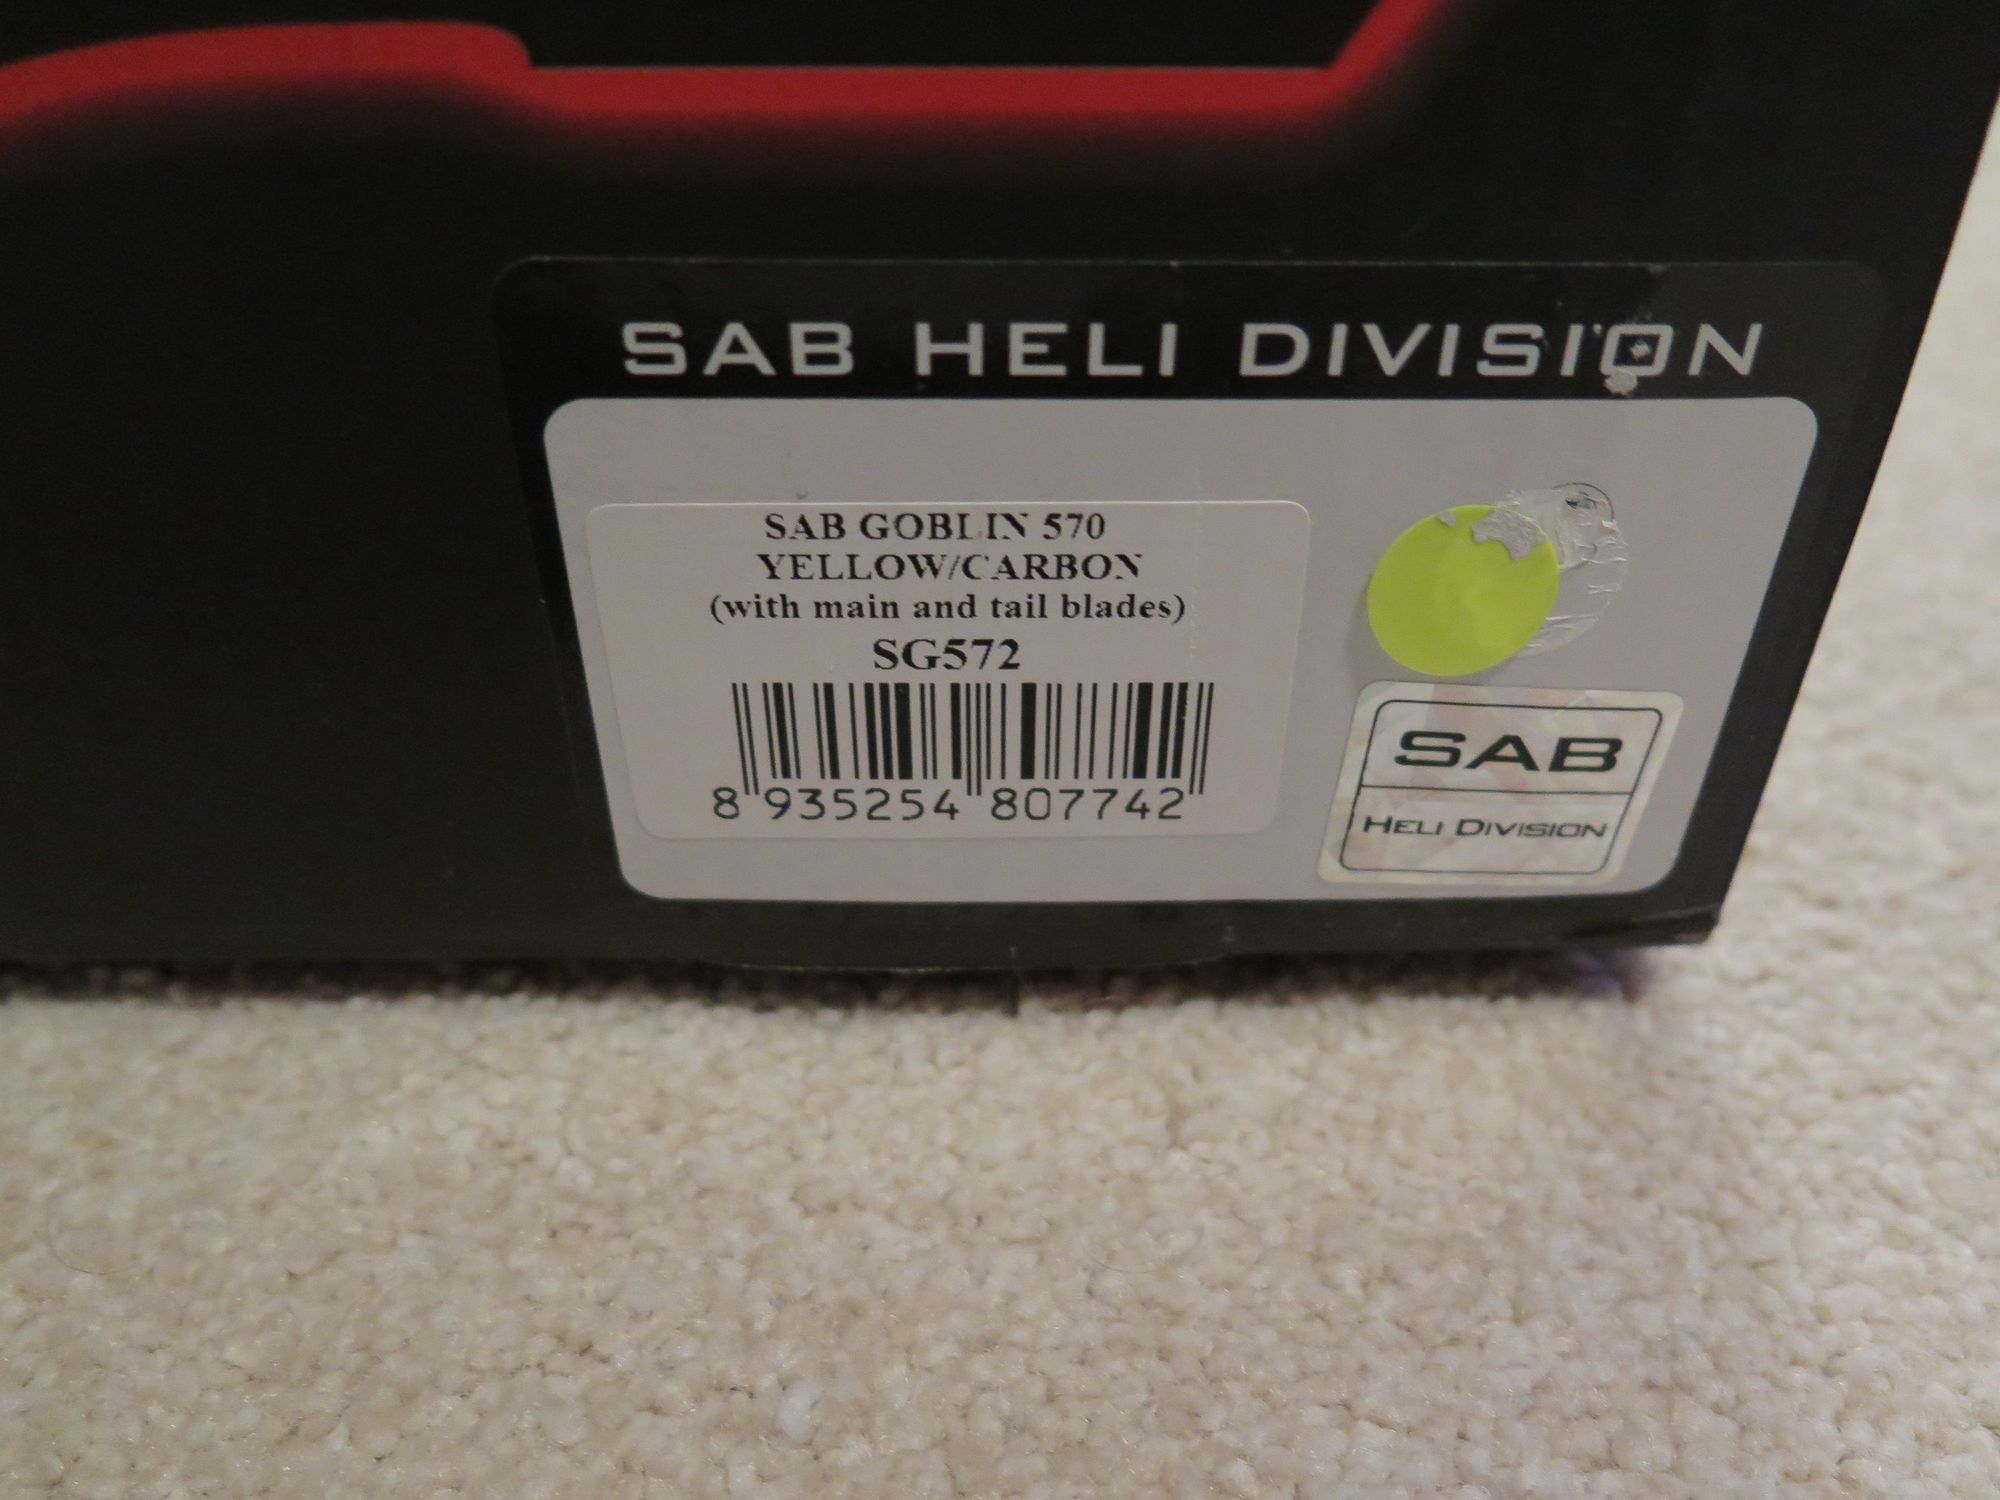 SAB HELI DIVISION
SAB GOBLIN 570
YELLOW/CARBON
(with main and tail blades)
SG572
8 935254 807742
SAB
HELI DIVISION